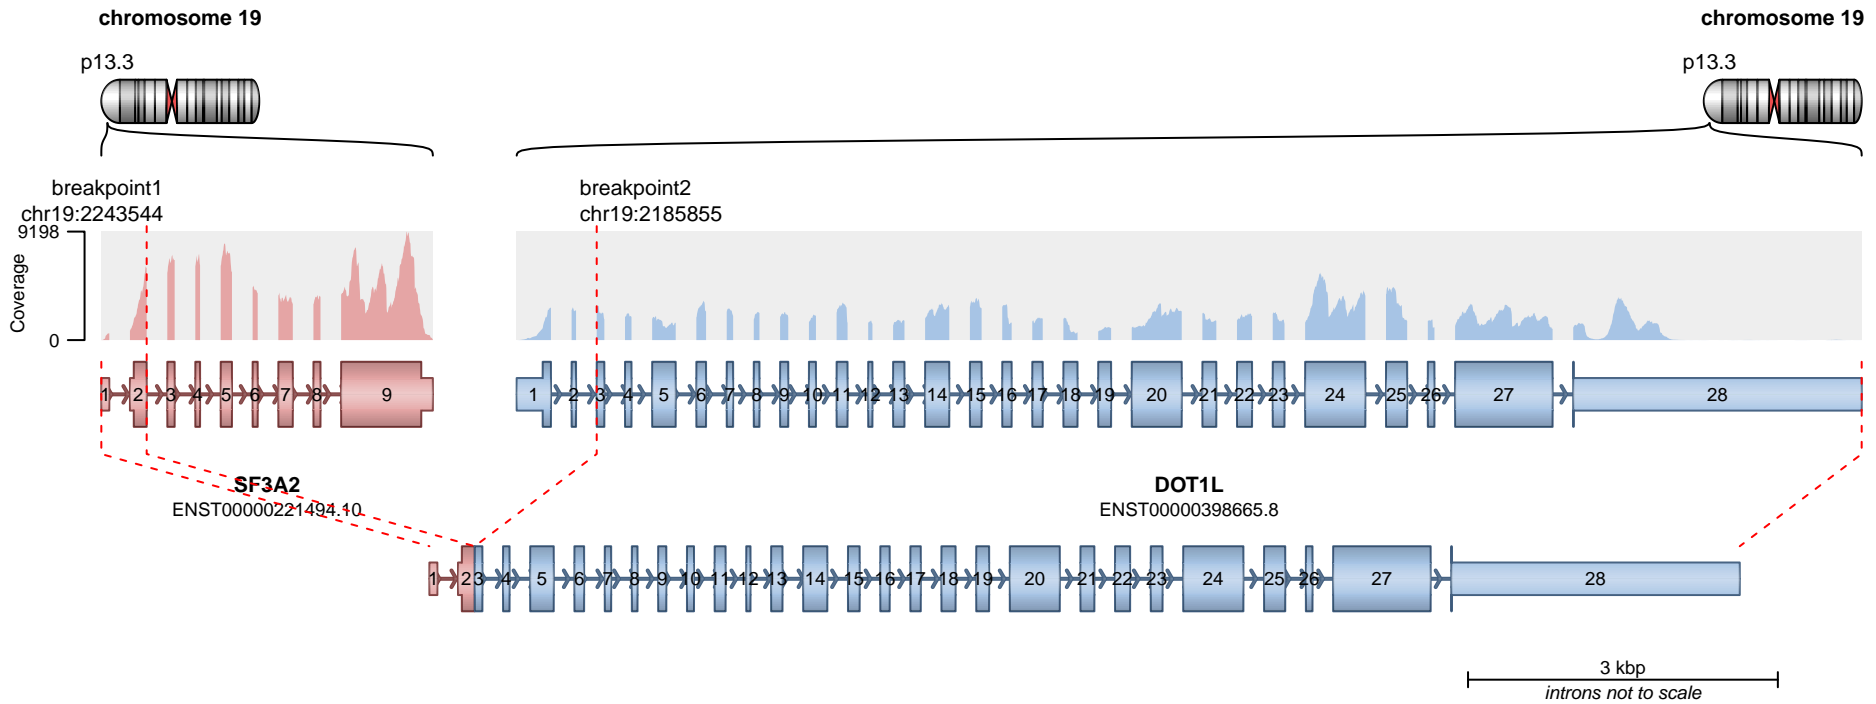 chromosome 19
chromosome 19
p13.3
p13.3
breakpoint1
chr19:2243544
breakpoint2
chr19:2185855
9198
Coverage
0
1 2 3 4 5 6 7 8 9
1 2 3 4 5 6 7 8 9 10 11 12 13 14 15 16 17 18 19 20 21 22 23 24 25 26 27 28
SF3A2
ENST00000221494.10
DOT1L
ENST00000398665.8
1 2 3 4 5 6 7 8 9 10 11 12 13 14 15 16 17 18 19 20 21 22 23 24 25 26 27 28
3 kbp
introns not to scale